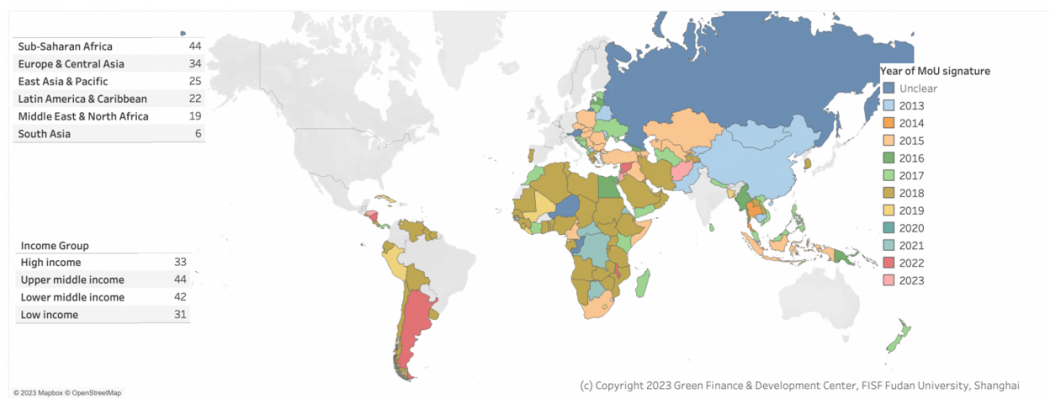 Sub-Saharan Africa 44
Europe & Central Asia 34
East Asia & Pacific 25
Latin America & Caribbean 22
Middle East & North Africa 19
South Asia 6
Income Group
High income 33
Upper middle income 44
Lower middle income 42
Low income 31
Year of MoU signature
Unclear
2013
2014
2015
2016
2017
2018
2019
2020
2021
2022
2023
© 2023 Mapbox © OpenStreetMap
(c) Copyright 2023 Green Finance & Development Center, FISF Fudan University, Shanghai